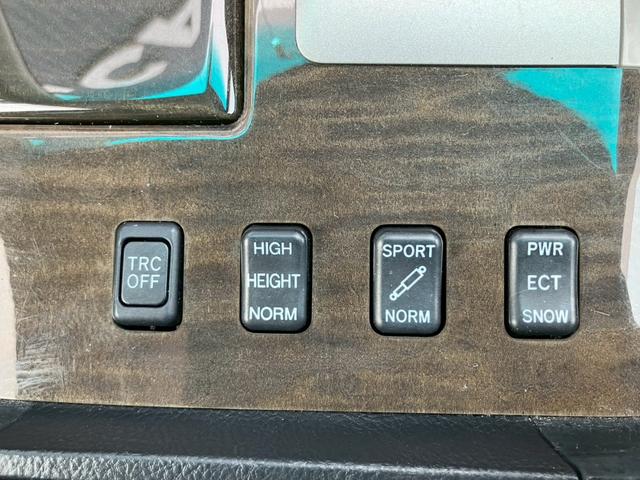 TRC
OFF
HIGH
HEIGHT
NORM
SPORT
NORM
PWR
ECT
SNOW